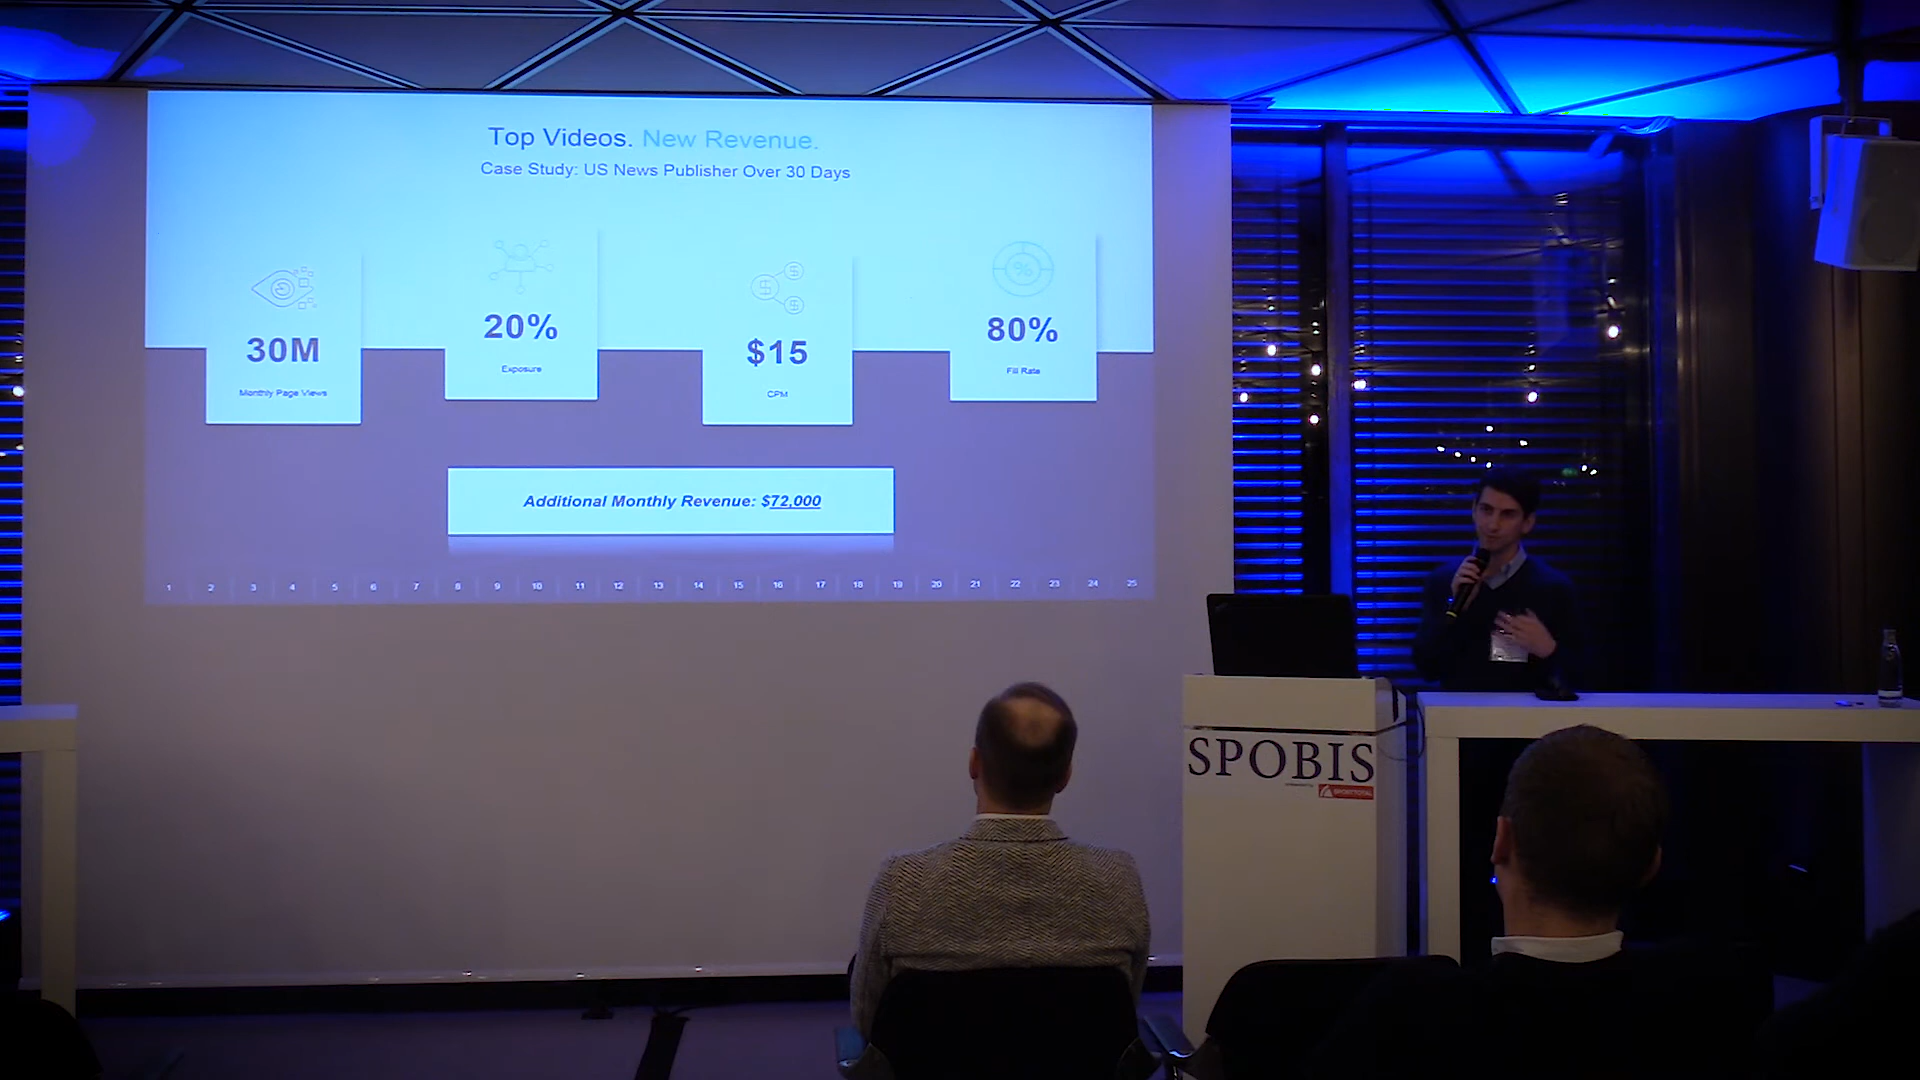 Top Videos. New Revenue.
Case Study: US News Publisher Over 30 Days
30M
Monthly Page Views
20%
Exposure
$15
CPM
80%
Fill Rate
Additional Monthly Revenue: $72,000
1 2 3 4 5 6 7 8 9 10 11 12 13 14 15 16 17 18 19 20 21 22 23 24 25
SPOBIS
SPORTTOTAL